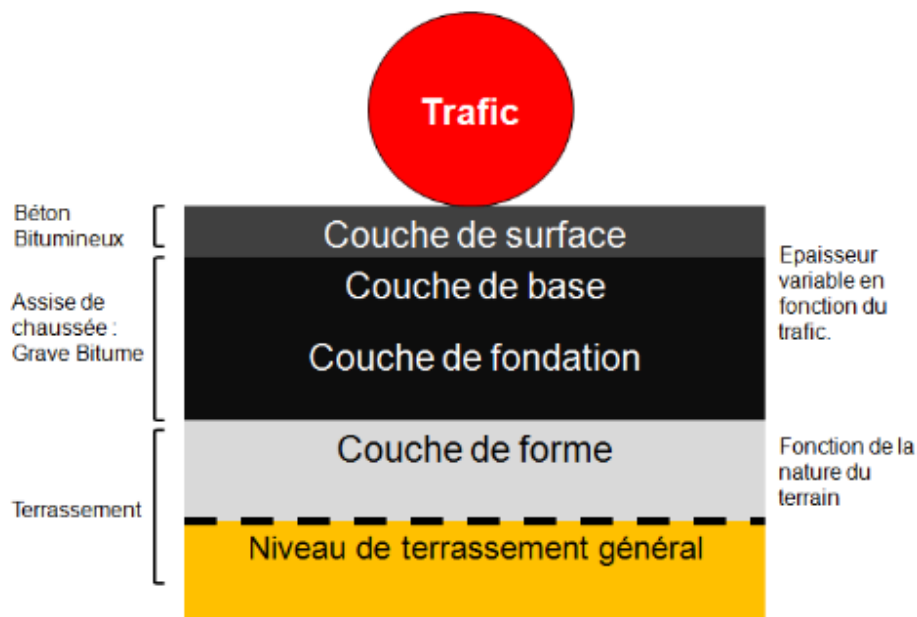 Trafic
Béton
Bitumineux
Couche de surface
Assise de
chaussée :
Grave Bitume
Couche de base
Couche de fondation
Epaisseur
variable en
fonction du
trafic.
Terrassement
Couche de forme
Niveau de terrassement général
Fonction de la
nature du
terrain